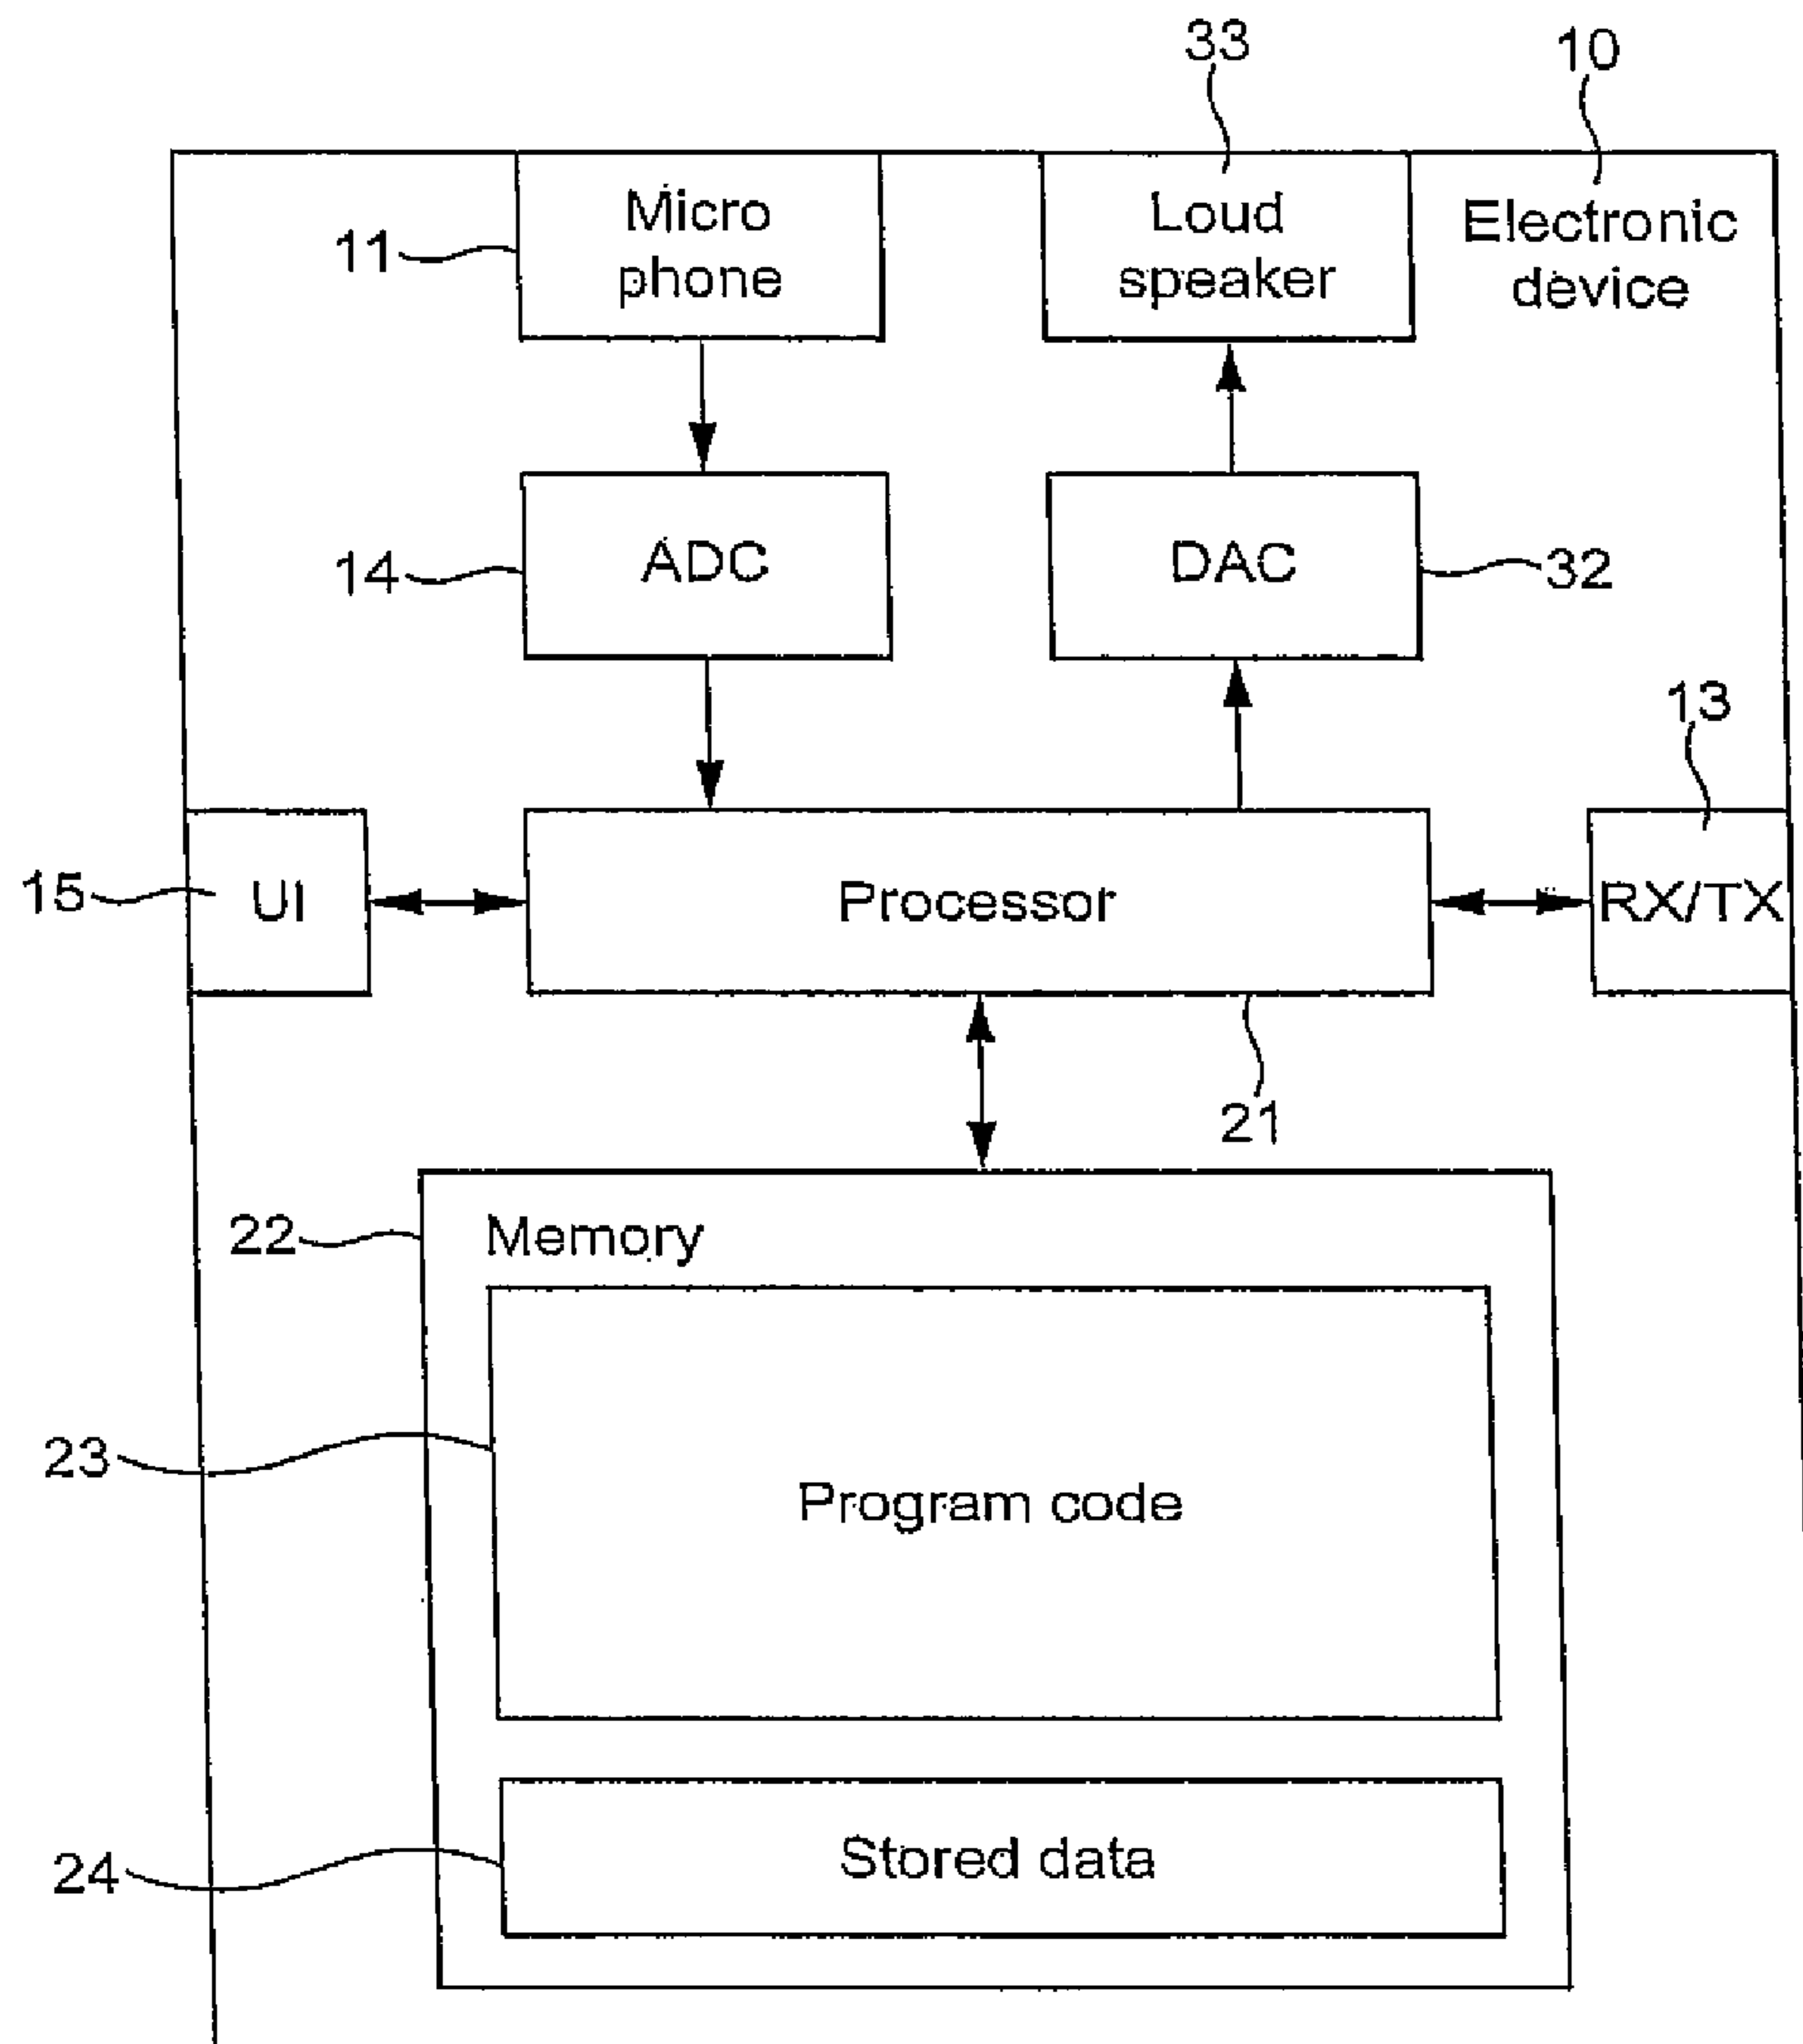 33
10
Micro
phone
Loud
speaker
Electronic
device
11
ADC
DAC
14
32
13
15
UI
Processor
RX/TX
21
22
Memory
23
Program code
24
Stored data